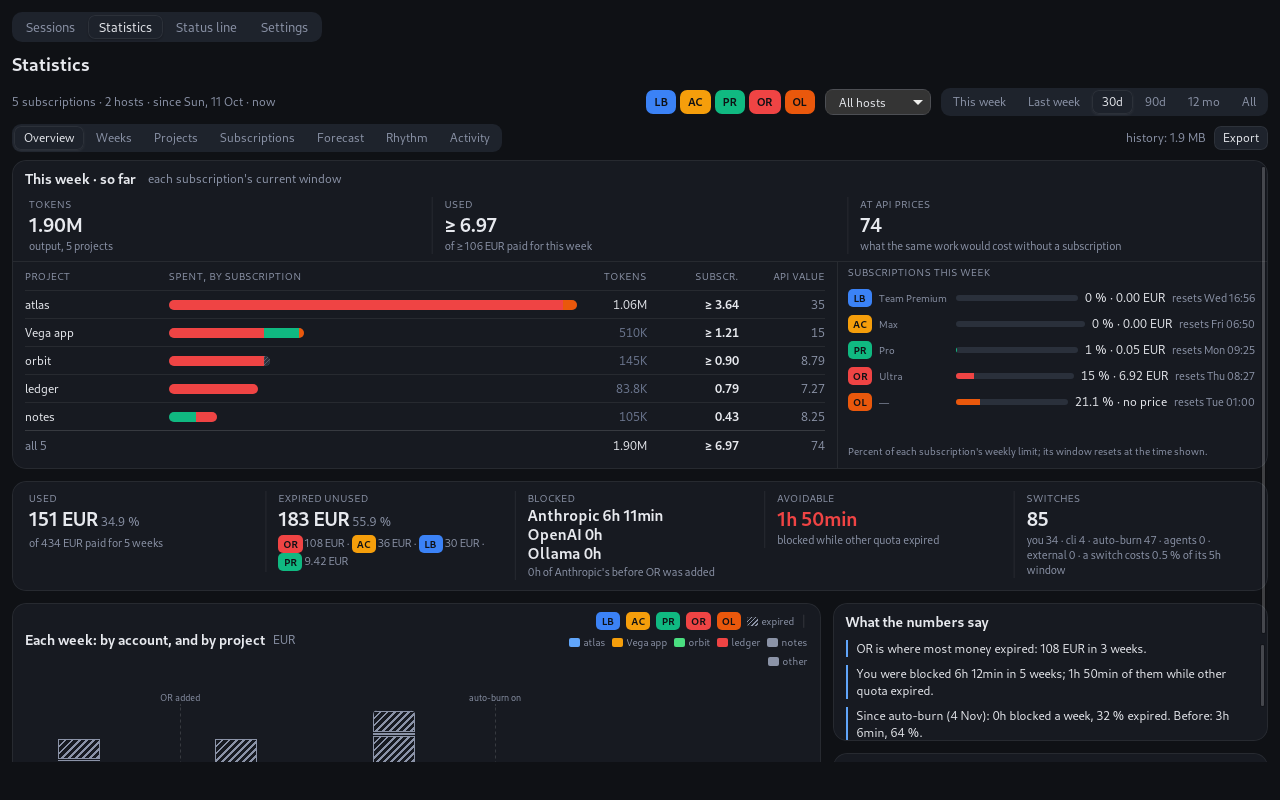 Sessions Statistics Status line Settings
Statistics
5 subscriptions · 2 hosts · since Sun, 11 Oct · now
LB AC PR OR OL All hosts This week Last week 30d 90d 12 mo All
Overview Weeks Projects Subscriptions Forecast Rhythm Activity
history: 1.9 MB Export
This week · so far each subscription's current window
TOKENS
1.90M
output, 5 projects
USED
≥ 6.97
of ≥ 106 EUR paid for this week
AT API PRICES
74
what the same work would cost without a subscription
PROJECT SPENT, BY SUBSCRIPTION TOKENS SUBSCR. API VALUE
atlas 1.06M ≥ 3.64 35
Vega app 510K ≥ 1.21 15
orbit 145K ≥ 0.90 8.79
ledger 83.8K 0.79 7.27
notes 105K 0.43 8.25
all 5 1.90M ≥ 6.97 74
SUBSCRIPTIONS THIS WEEK
LB Team Premium 0 % · 0.00 EUR resets Wed 16:56
AC Max 0 % · 0.00 EUR resets Fri 06:50
PR Pro 1 % · 0.05 EUR resets Mon 09:25
OR Ultra 15 % · 6.92 EUR resets Thu 08:27
OL — 21.1 % · no price resets Tue 01:00
Percent of each subscription's weekly limit; its window resets at the time shown.
USED
151 EUR 34.9 %
of 434 EUR paid for 5 weeks
EXPIRED UNUSED
183 EUR 55.9 %
OR 108 EUR · AC 36 EUR · LB 30 EUR ·
PR 9.42 EUR
BLOCKED
Anthropic 6h 11min
OpenAI 0h
Ollama 0h
0h of Anthropic's before OR was added
AVOIDABLE
1h 50min
blocked while other quota expired
SWITCHES
85
you 34 · cli 4 · auto-burn 47 · agents 0 ·
external 0 · a switch costs 0.5 % of its 5h
window
Each week: by account, and by project EUR
LB AC PR OR OL expired
atlas Vega app orbit ledger notes
other
OR added auto-burn on
What the numbers say
OR is where most money expired: 108 EUR in 3 weeks.
You were blocked 6h 12min in 5 weeks; 1h 50min of them while other
quota expired.
Since auto-burn (4 Nov): 0h blocked a week, 32 % expired. Before: 3h
6min, 64 %.